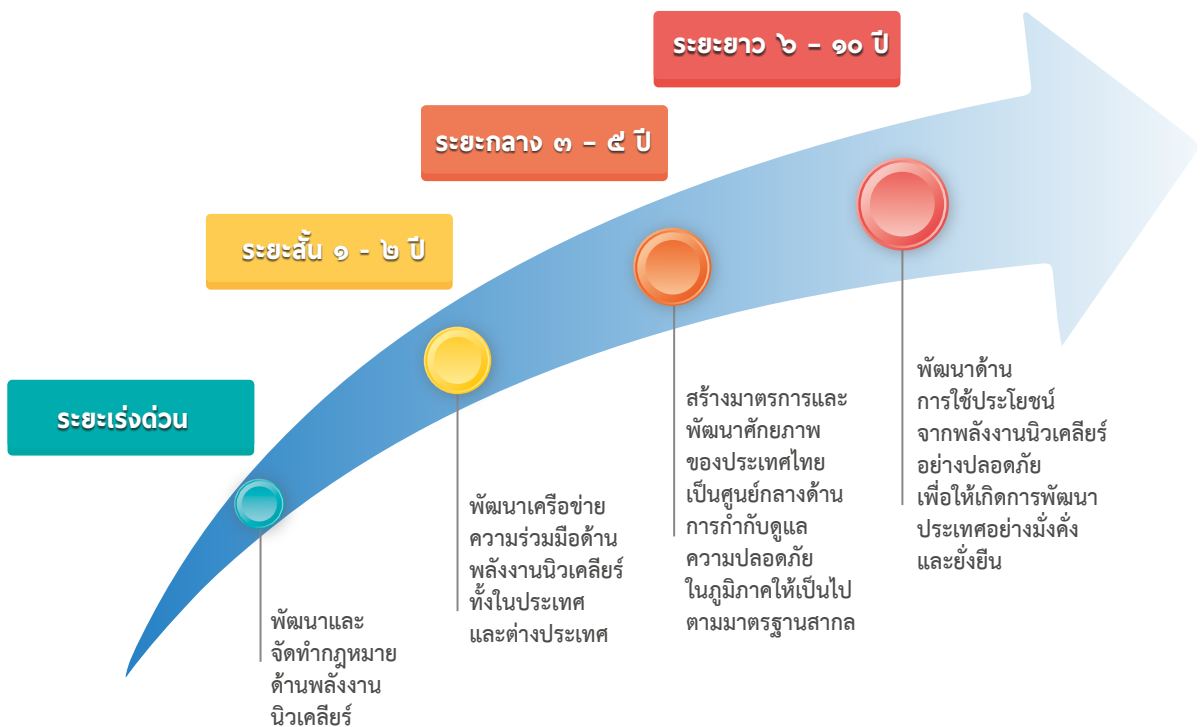 ระยะเร่งด่วน
พัฒนาและ
จัดทำกฎหมาย
ด้านพลังงาน
นิวเคลียร์
ระยะสั้น ๑ - ๒ ปี
พัฒนาเครือข่าย
ความร่วมมือด้าน
พลังงานนิวเคลียร์
ทั้งในประเทศ
และต่างประเทศ
ระยะกลาง ๓ - ๕ ปี
สร้างมาตรการและ
พัฒนาศักยภาพ
ของประเทศไทย
เป็นศูนย์กลางด้าน
การกำกับดูแล
ความปลอดภัย
ในภูมิภาคให้เป็นไป
ตามมาตรฐานสากล
ระยะยาว ๖ - ๑๐ ปี
พัฒนาด้าน
การใช้ประโยชน์
จากพลังงานนิวเคลียร์
อย่างปลอดภัย
เพื่อให้เกิดการพัฒนา
ประเทศอย่างมั่งคั่ง
และยั่งยืน